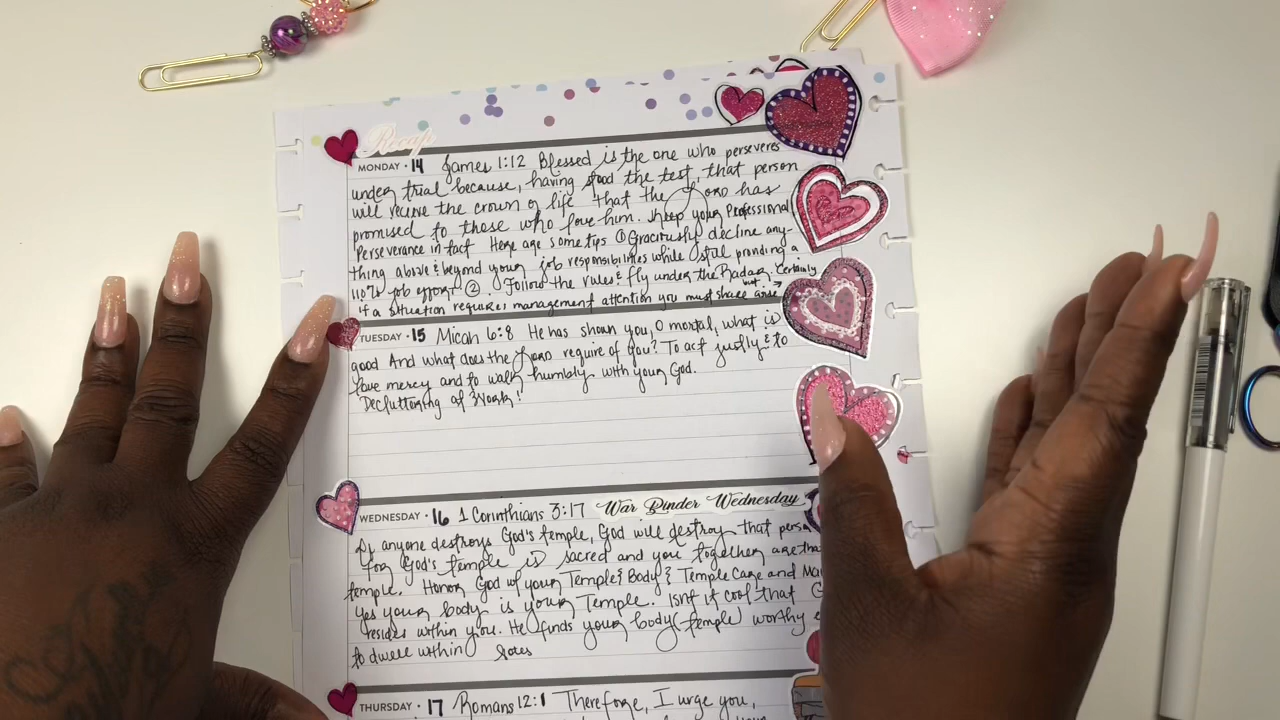 Recap
MONDAY · 14 James 1:12 Blessed is the one who perseveres
under trial because, having stood the test, that person
will receive the crown of life that the Lord has
promised to those who love him. Keep your Professional
Perseverance intact Here are some tips ① Graciously decline any-
thing above & beyond your job responsibilities while still providing a
110% job effort ② Follow the rules & fly under the Radar. Certainly
but
if a situation requires management attention you must share
TUESDAY · 15 Micah 6:8 He has shown you, O mortal, what is
good And what does the Lord require of you? To act justly & to
love mercy and to walk humbly with your God.
Decluttering of Work!
WEDNESDAY · 16 1 Corinthians 3:17 War Binder Wednesday
If anyone destroys God's temple, God will destroy that
for God's temple is sacred and you together are
temple. Honor God w/ your Temple & Body & Temple Care and
yes your body is your Temple. Isn't it cool that
resides within you. He finds your body (temple) worthy
to dwell within
THURSDAY · 17 Romans 12:1 Therefore, I urge you,